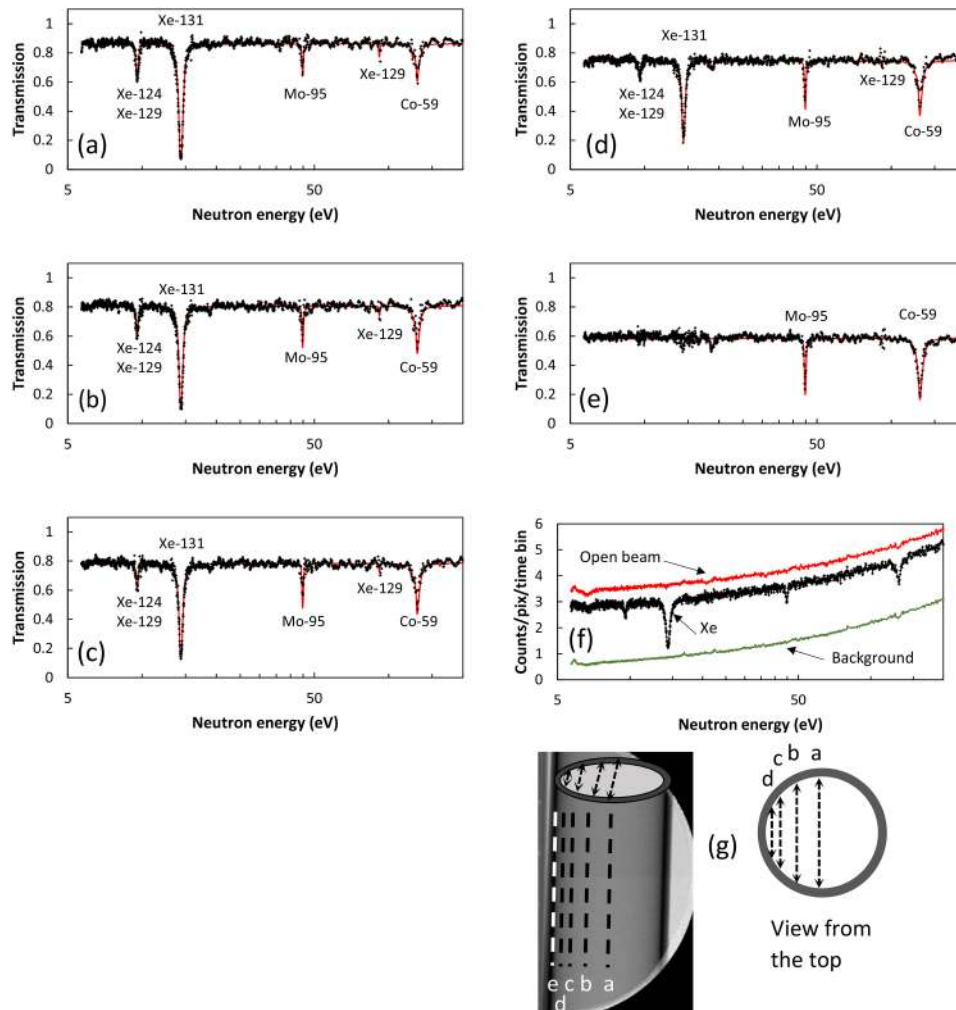 1
0.8
0.6
0.4
0.2
0
Transmission
Xe-131
Xe-124
Xe-129
Mo-95
Xe-129
Co-59
(a)
5
50
Neutron energy (eV)
1
0.8
0.6
0.4
0.2
0
Transmission
Xe-131
Xe-124
Xe-129
Mo-95
Xe-129
Co-59
(d)
5
50
Neutron energy (eV)
1
0.8
0.6
0.4
0.2
0
Transmission
Xe-131
Xe-124
Xe-129
Mo-95
Xe-129
Co-59
(b)
5
50
Neutron energy (eV)
1
0.8
0.6
0.4
0.2
0
Transmission
Mo-95
Co-59
(e)
5
50
Neutron energy (eV)
1
0.8
0.6
0.4
0.2
0
Transmission
Xe-131
Xe-124
Xe-129
Mo-95
Xe-129
Co-59
(c)
5
50
Neutron energy (eV)
6
5
4
3
2
1
0
Counts/pix/time bin
Open beam
Xe
(f)
Background
5
50
Neutron energy (eV)
e c b a
d
a
b
c
d
(g)
View from
the top